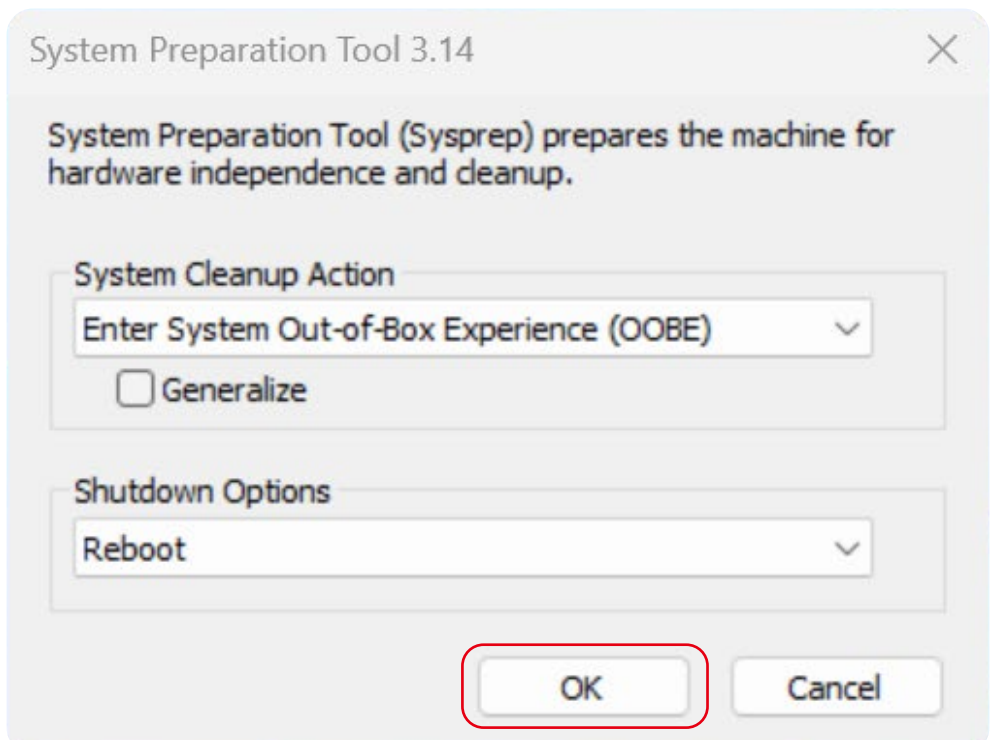 System Preparation Tool 3.14
System Preparation Tool (Sysprep) prepares the machine for
hardware independence and cleanup.
System Cleanup Action
Enter System Out-of-Box Experience (OOBE)
Generalize
Shutdown Options
Reboot
OK
Cancel